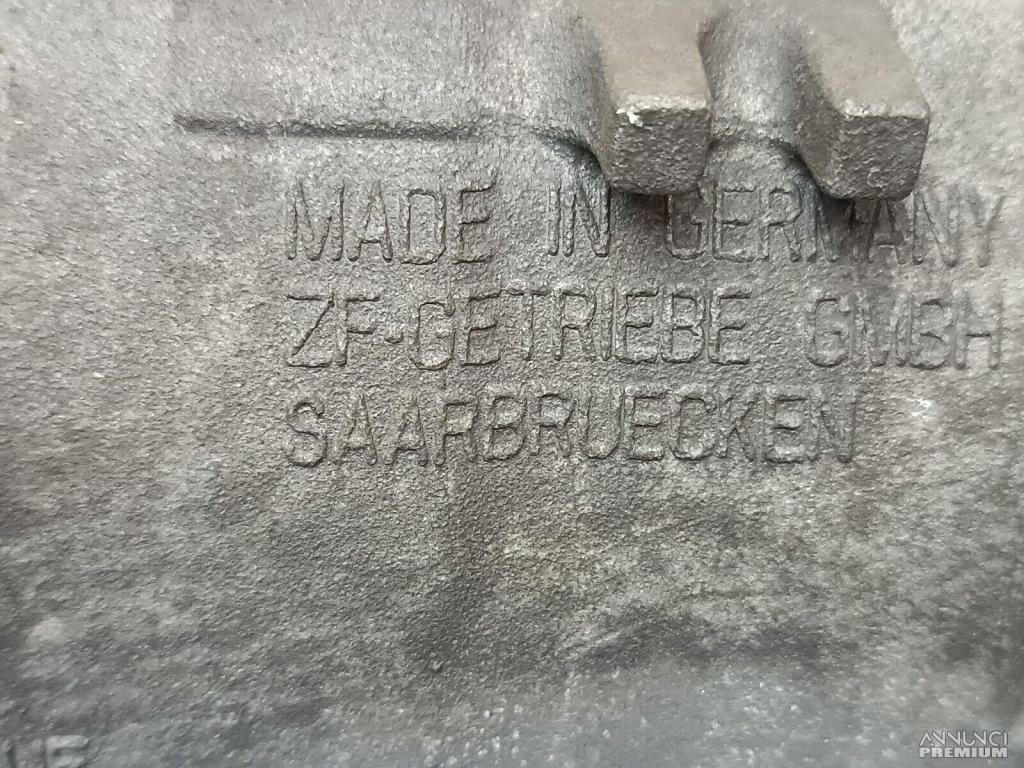 MADE IN GERMANY
ZF-GETRIEBE GMBH
SAARBRUECKEN
ANNUNCI
PREMIUM